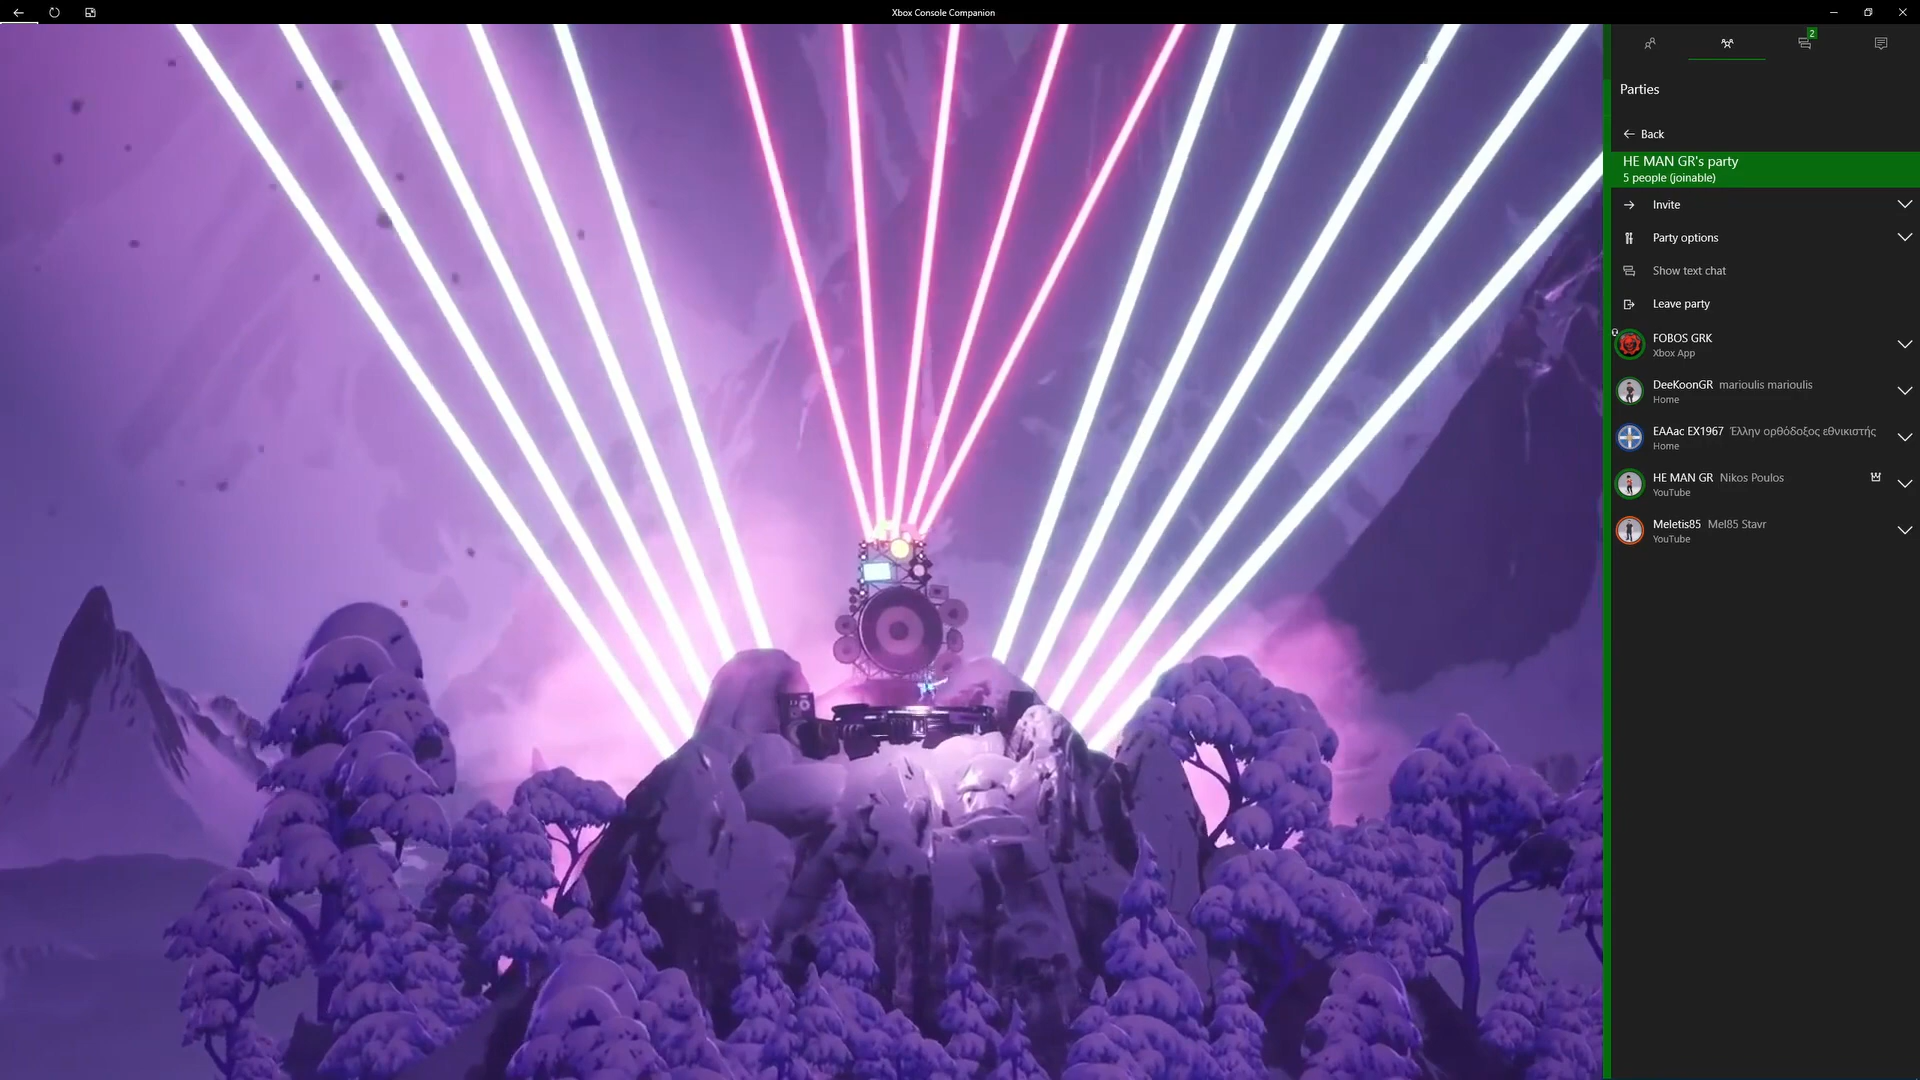 Xbox Console Companion
2
Parties
Back
HE MAN GR's party
5 people (joinable)
Invite
Party options
Show text chat
Leave party
FOBOS GRK
Xbox App
DeeKoonGR marioulis marioulis
Home
EAAac EX1967 Έλλην ορθόδοξος εθνικιστής
Home
HE MAN GR Nikos Poulos
YouTube
Meletis85 Mel85 Stavr
YouTube